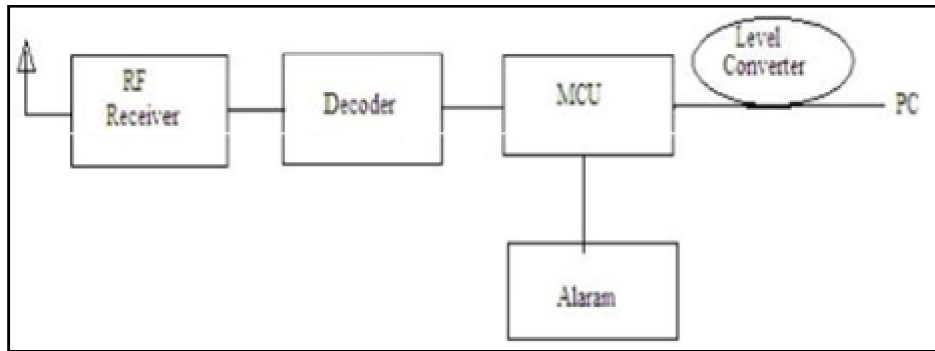 RF
Receiver
Decoder
MCU
Level
Converter
PC
Alaram